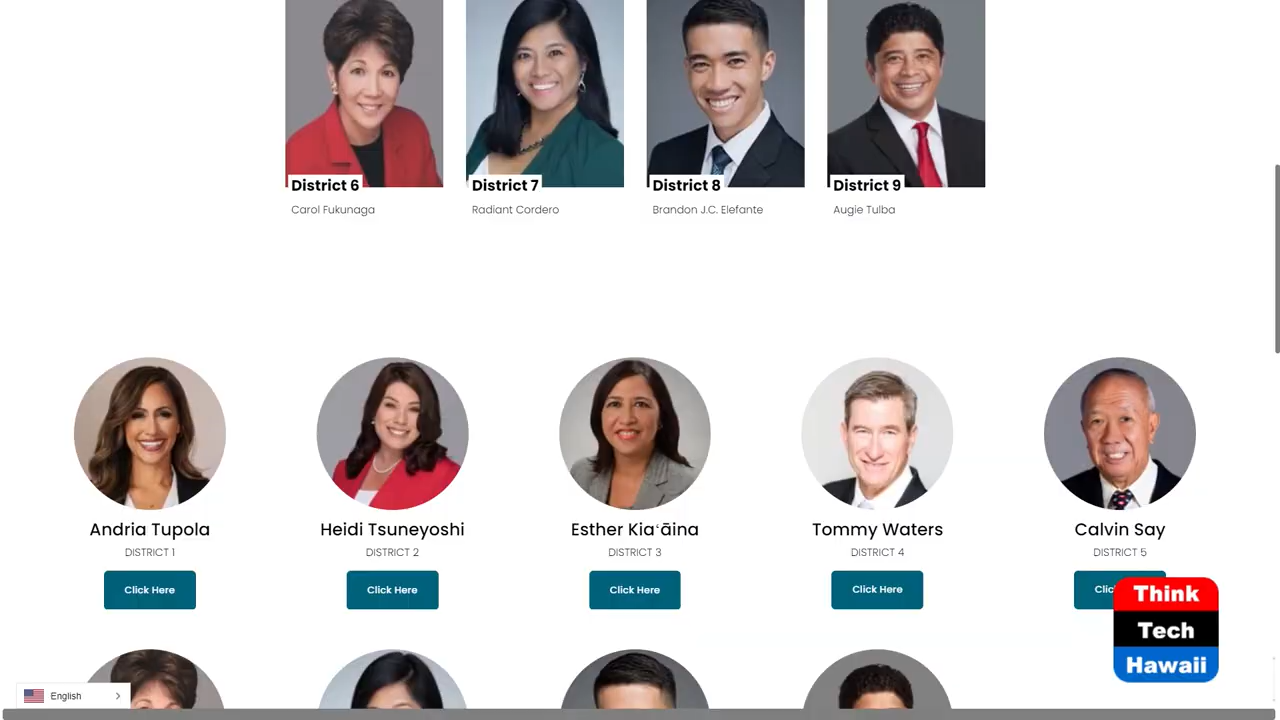 District 6
District 7
District 8
District 9
Carol Fukunaga
Radiant Cordero
Brandon J.C. Elefante
Augie Tulba
Andria Tupola
Heidi Tsuneyoshi
Esther Kiaʻāina
Tommy Waters
Calvin Say
DISTRICT 1
DISTRICT 2
DISTRICT 3
DISTRICT 4
DISTRICT 5
Click Here
Click Here
Click Here
Click Here
Think
Tech
Hawaii
English